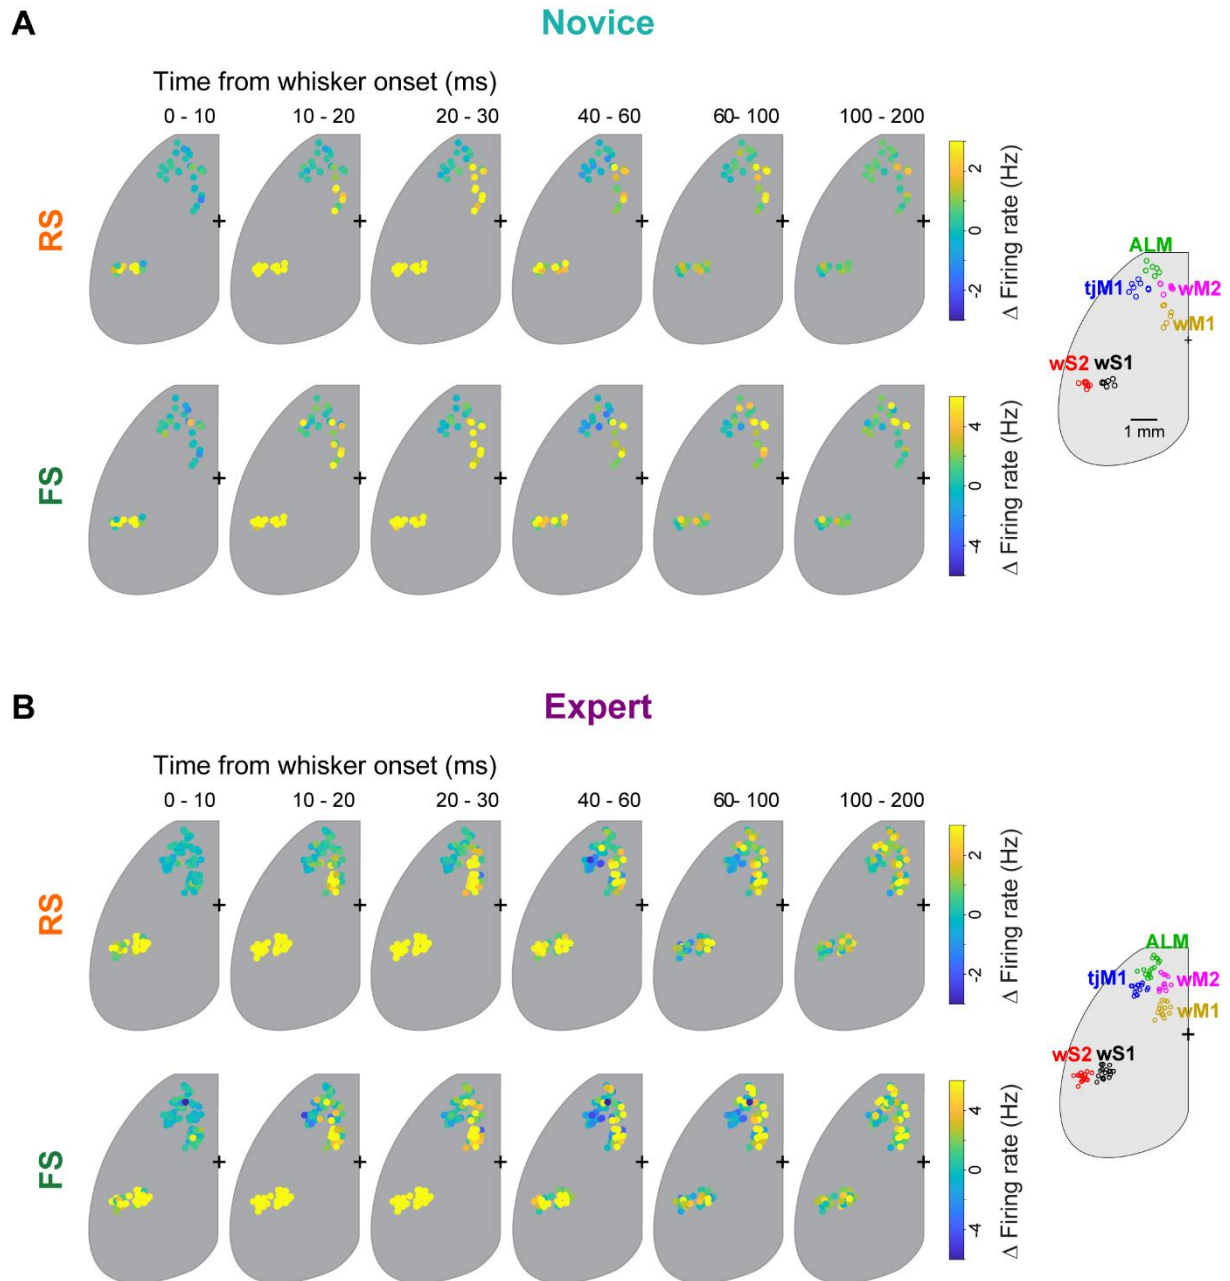 A
Novice
Time from whisker onset (ms)
0 - 10
10 - 20
20 - 30
40 - 60
60- 100
100 - 200
RS
2
0
-2
Δ Firing rate (Hz)
FS
4
0
-4
Δ Firing rate (Hz)
ALM
tjM1
wM2
wM1
wS2
wS1
1 mm
B
Expert
Time from whisker onset (ms)
0 - 10
10 - 20
20 - 30
40 - 60
60- 100
100 - 200
RS
2
0
-2
Δ Firing rate (Hz)
FS
4
0
-4
Δ Firing rate (Hz)
ALM
tjM1
wM2
wM1
wS2
wS1